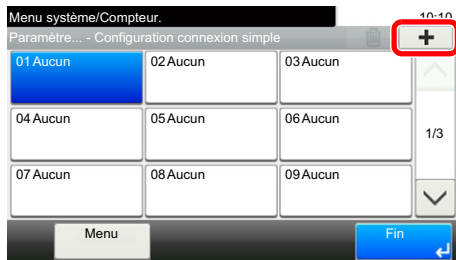 Menu système/Compteur. 10:10
Paramètre... - Configuration connexion simple
01 Aucun 02 Aucun 03 Aucun
04 Aucun 05 Aucun 06 Aucun
1/3
07 Aucun 08 Aucun 09 Aucun
Menu Fin